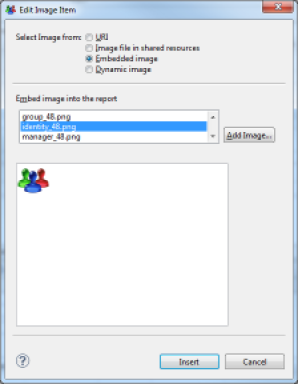 Edit Image Item
Select Image from:
URI
Image file in shared resources
Embedded image
Dynamic image
Embed image into the report
group_48.png
identity_48.png
manager_48.png
Add Image...
?
Insert
Cancel